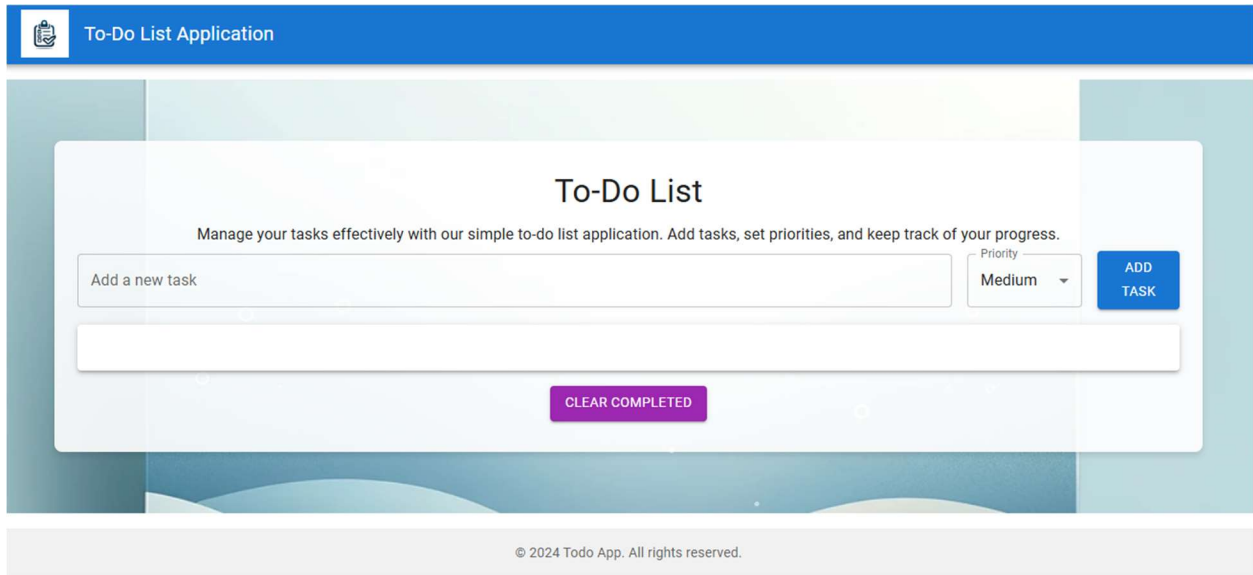 To-Do List Application
To-Do List
Manage your tasks effectively with our simple to-do list application. Add tasks, set priorities, and keep track of your progress.
Add a new task
Priority
Medium
ADD
TASK
CLEAR COMPLETED
© 2024 Todo App. All rights reserved.